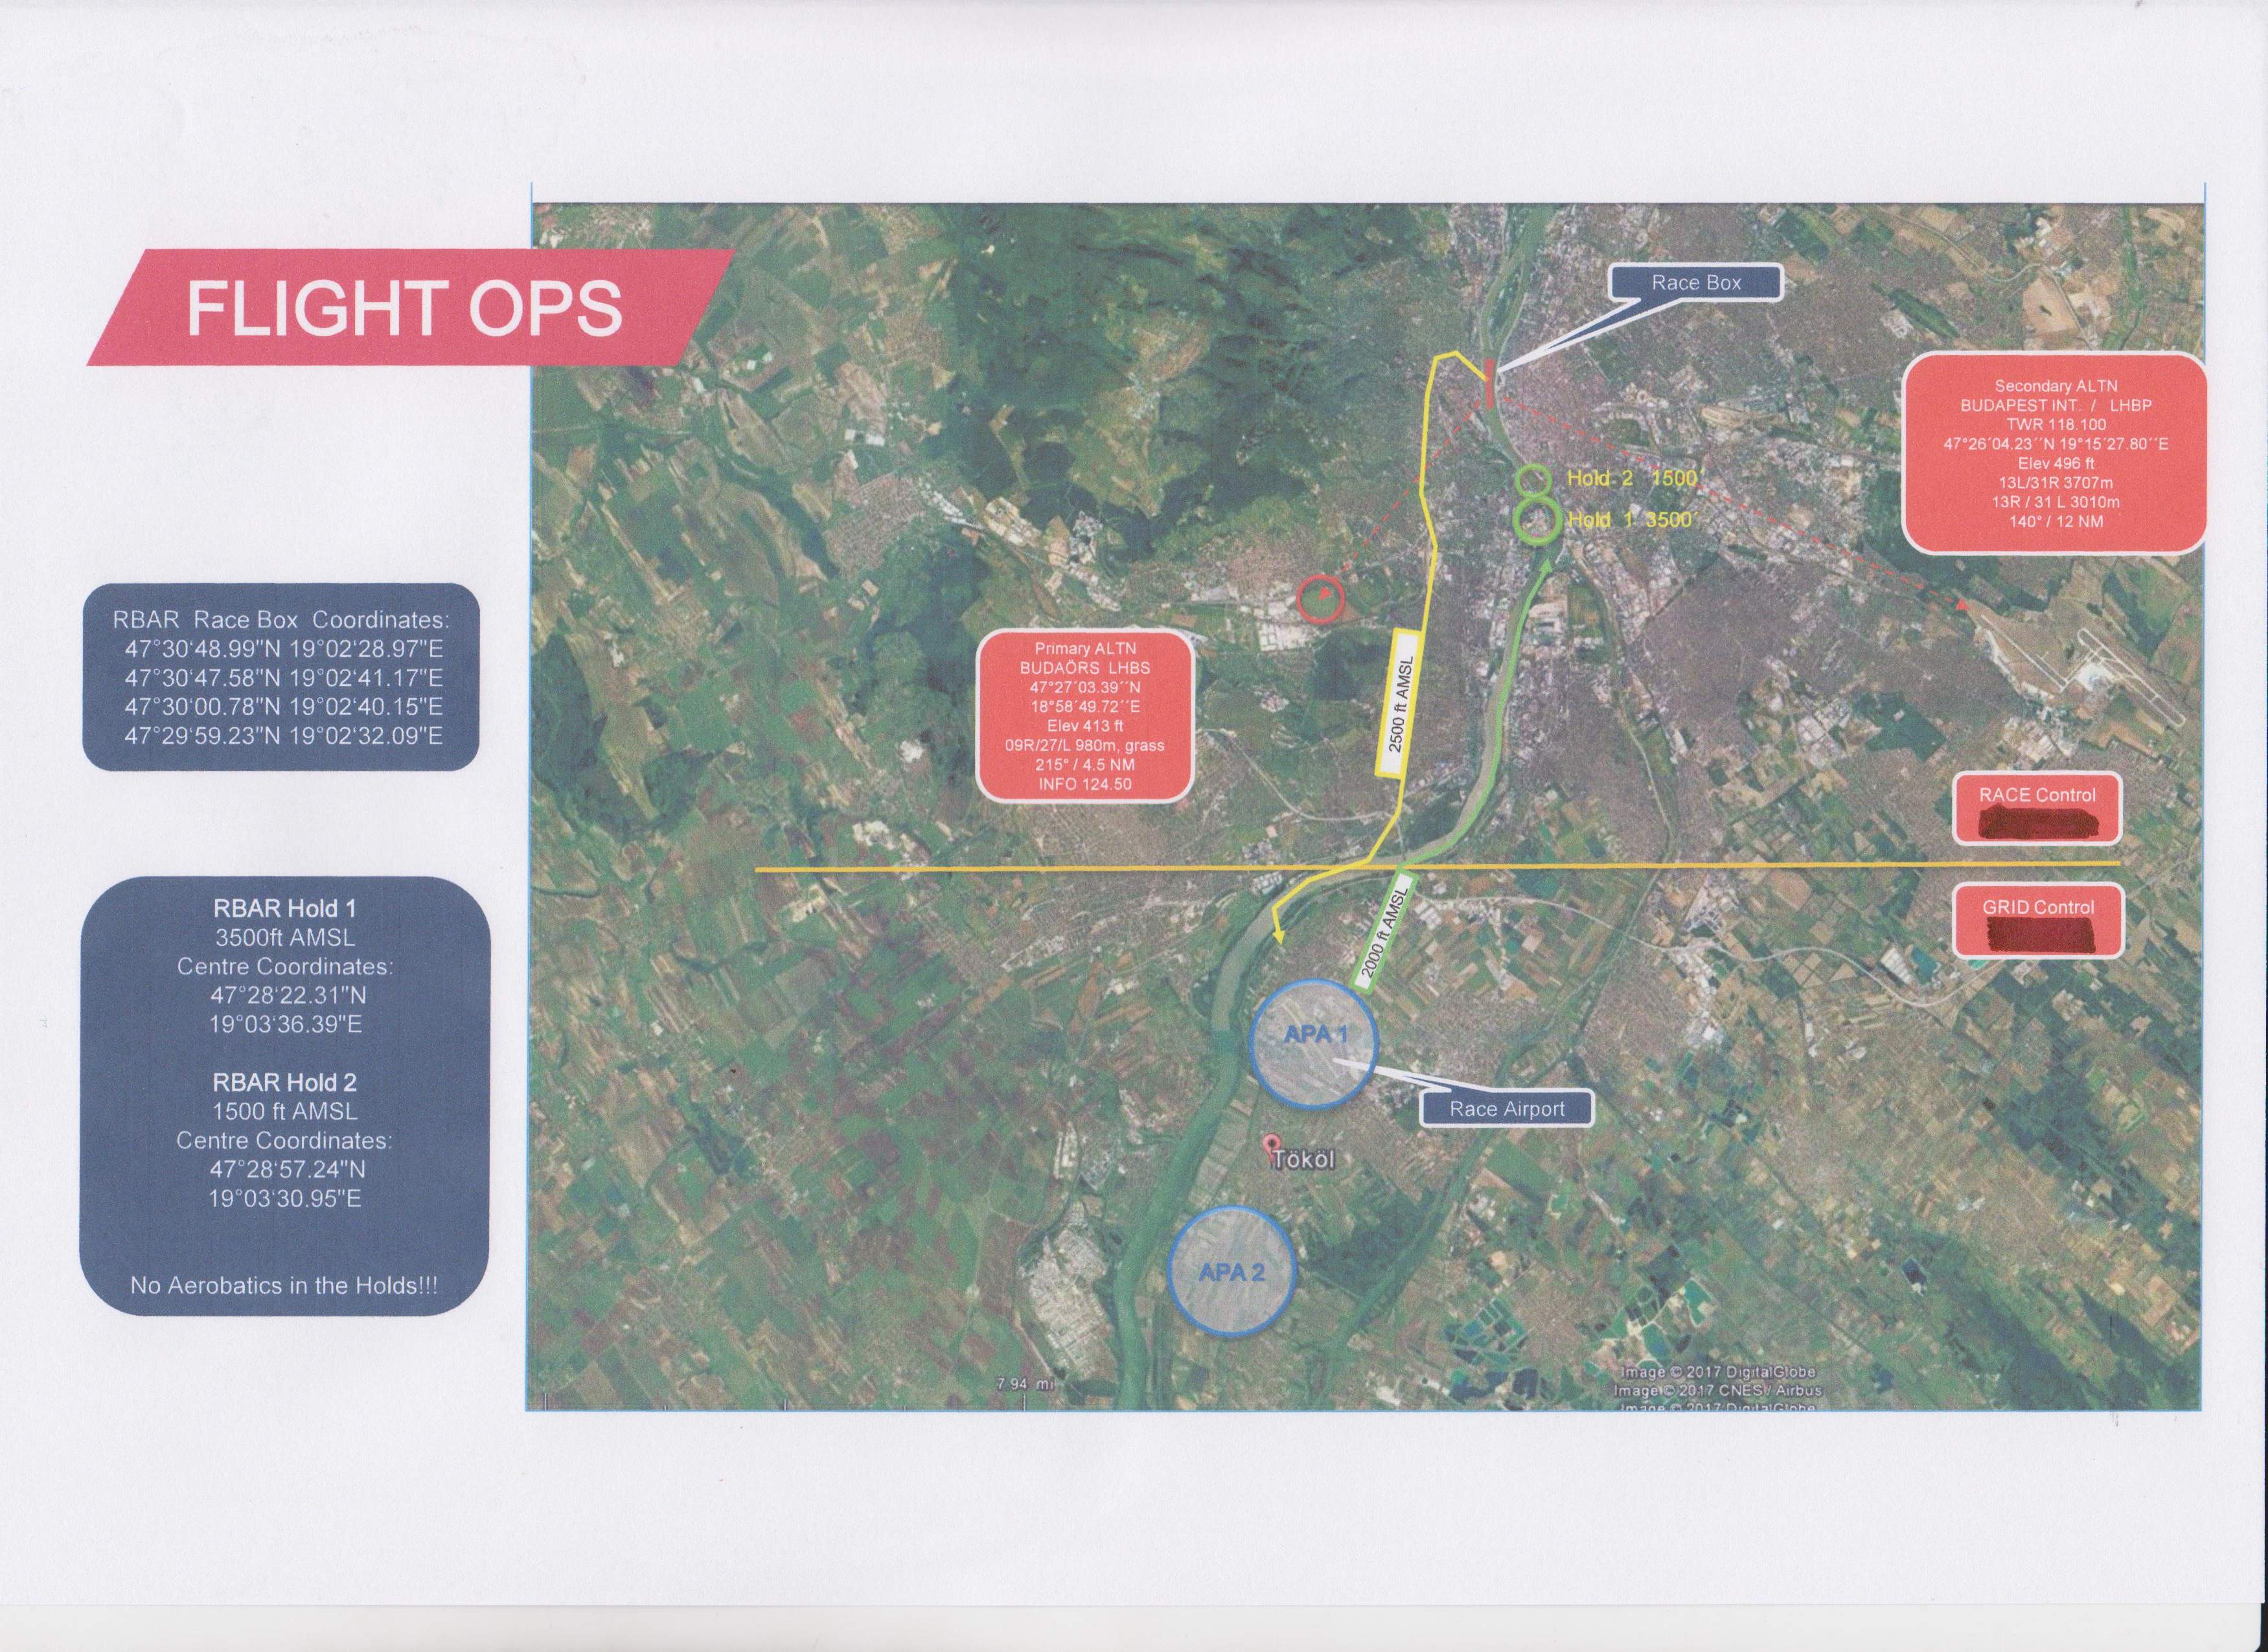 FLIGHT OPS
RBAR Race Box Coordinates:
47°30‘48.99"N 19°02‘28.97"E
47°30‘47.58"N 19°02‘41.17"E
47°30‘00.78"N 19°02‘40.15"E
47°29‘59.23"N 19°02‘32.09"E
RBAR Hold 1
3500ft AMSL
Centre Coordinates:
47°28‘22.31"N
19°03‘36.39"E
RBAR Hold 2
1500 ft AMSL
Centre Coordinates:
47°28‘57.24"N
19°03‘30.95"E
No Aerobatics in the Holds!!!
Race Box
Secondary ALTN
BUDAPEST INT. / LHBP
TWR 118.100
47°26´04.23´´N 19°15´27.80´´E
Elev 496 ft
13L/31R 3707m
13R / 31 L 3010m
140° / 12 NM
Hold 2 1500´
Hold 1 3500´
Primary ALTN
BUDAÖRS LHBS
47°27´03.39´´N
18°58´49.72´´E
Elev 413 ft
09R/27/L 980m, grass
215° / 4.5 NM
INFO 124.50
2500 ft AMSL
RACE Control
GRID Control
2000 ft AMSL
APA 1
Race Airport
Tököl
APA 2
7.94 mi
Image © 2017 DigitalGlobe
Image © 2017 CNES / Airbus
Image © 2017 DigitalGlobe